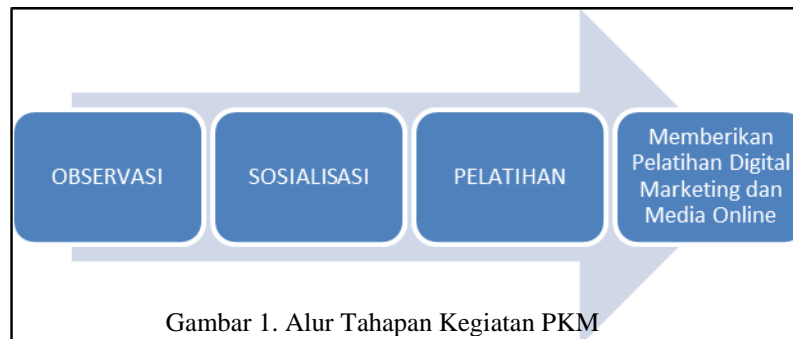 OBSERVASI
SOSIALISASI
PELATIHAN
Memberikan
Pelatihan Digital
Marketing dan
Media Online
Gambar 1. Alur Tahapan Kegiatan PKM